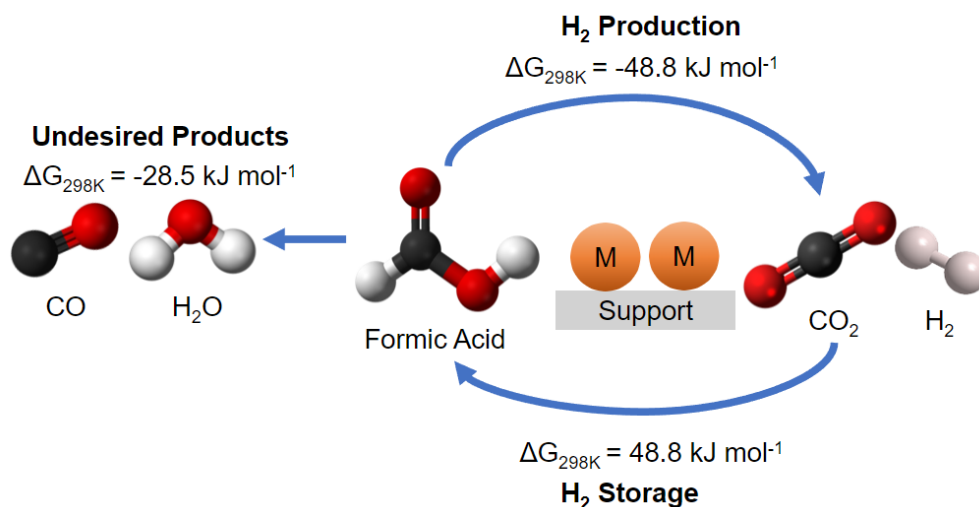 H₂ Production
ΔG₂₉₈K = -48.8 kJ mol⁻¹
Undesired Products
ΔG₂₉₈K = -28.5 kJ mol⁻¹
CO
H₂O
Formic Acid
M M
Support
CO₂
H₂
ΔG₂₉₈K = 48.8 kJ mol⁻¹
H₂ Storage